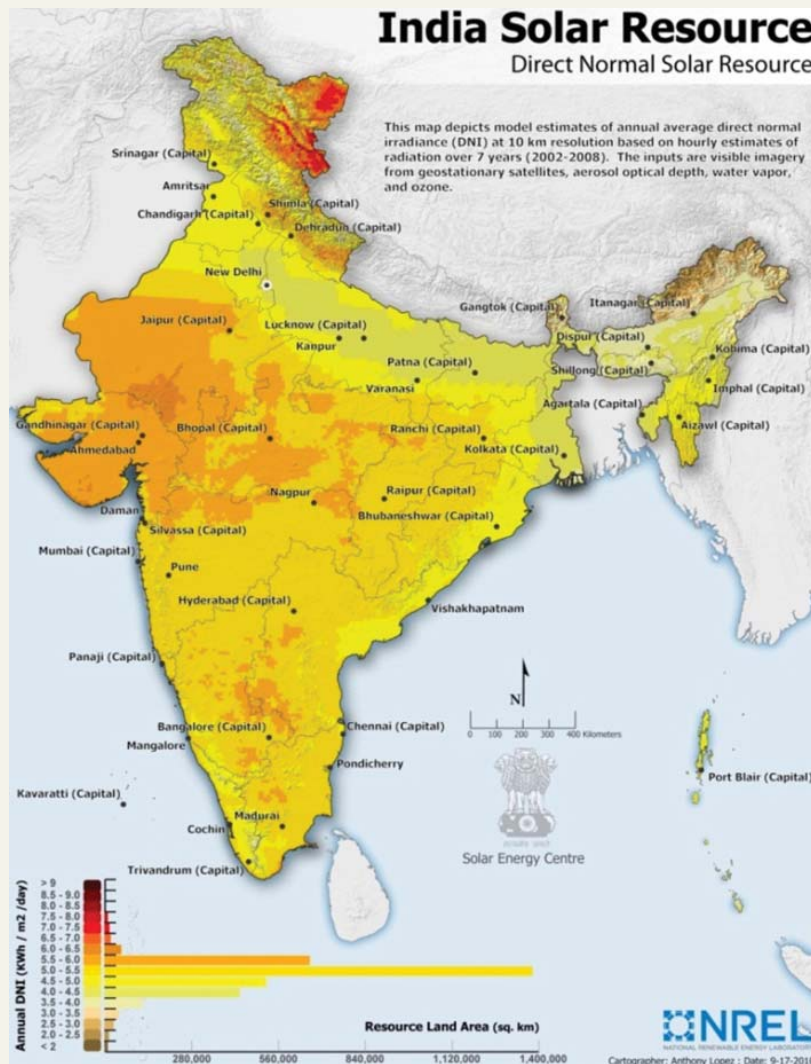 India Solar Resource
Direct Normal Solar Resource
This map depicts model estimates of annual average direct normal
irradiance (DNI) at 10 km resolution based on hourly estimates of
radiation over 7 years (2002-2008). The inputs are visible imagery
from geostationary satellites, aerosol optical depth, water vapor,
and ozone.
Srinagar (Capital)
Amritsar
Shimla (Capital)
Chandigarh (Capital)
Dehradun (Capital)
New Delhi
Gangtok (Capital)
Itanagar (Capital)
Jaipur (Capital)
Lucknow (Capital)
Dispur (Capital)
Kanpur
Kohima (Capital)
Patna (Capital)
Shillong (Capital)
Varanasi
Imphal (Capital)
Agartala (Capital)
Gandhinagar (Capital)
Bhopal (Capital)
Ranchi (Capital)
Aizawl (Capital)
Ahmedabad
Kolkata (Capital)
Nagpur
Raipur (Capital)
Daman
Bhubaneshwar (Capital)
Silvassa (Capital)
Mumbai (Capital)
Pune
Hyderabad (Capital)
Vishakhapatnam
Panaji (Capital)
N
Bangalore (Capital)
Chennai (Capital)
0 100 200 300 400 Kilometers
Mangalore
Pondicherry
Port Blair (Capital)
Kavaratti (Capital)
Madurai
Cochin
Solar Energy Centre
Trivandrum (Capital)
Annual DNI (KWh / m2 /day)
> 9
8.5 - 9.0
8.0 - 8.5
7.5 - 8.0
7.0 - 7.5
6.5 - 7.0
6.0 - 6.5
5.5 - 6.0
5.0 - 5.5
4.5 - 5.0
4.0 - 4.5
3.5 - 4.0
3.0 - 3.5
2.5 - 3.0
2.0 - 2.5
< 2
Resource Land Area (sq. km)
280,000 560,000 840,000 1,120,000 1,400,000
NREL
NATIONAL RENEWABLE ENERGY LABORATO
Cartographer: Anthony Lopez ; Date: 9-17-20